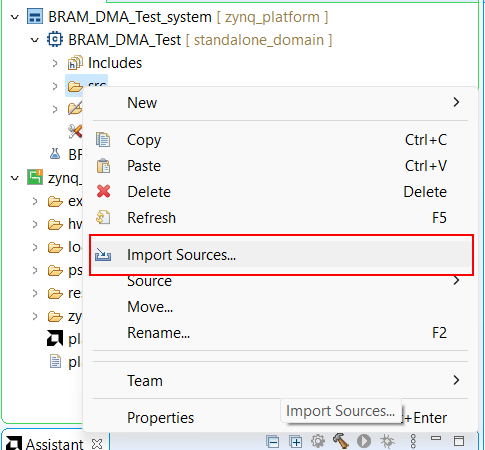 BRAM_DMA_Test_system [ zynq_platform ]
BRAM_DMA_Test [ standalone_domain ]
Includes
src
New
Copy Ctrl+C
Paste Ctrl+V
Delete Delete
Refresh F5
Import Sources...
Source
Move...
Rename... F2
Team
Properties +Enter
Import Sources...
BR
zynq_
ex
hw
lo
ps
re
zy
pl
pl
Assistant